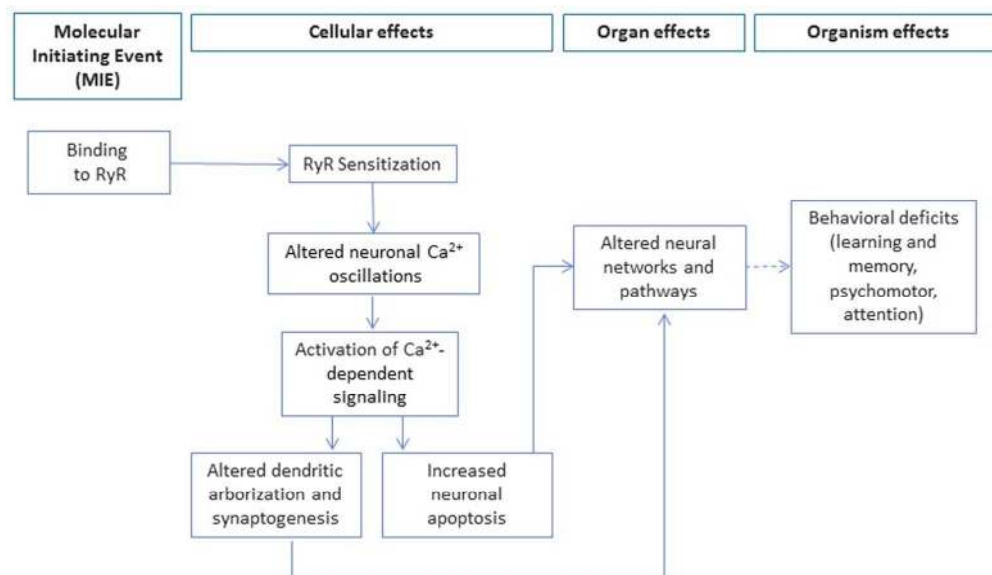 Molecular
Initiating Event
(MIE)
Cellular effects
Organ effects
Organism effects
Binding
to RyR
RyR Sensitization
Altered neuronal Ca²⁺
oscillations
Activation of Ca²⁺-
dependent
signaling
Altered dendritic
arborization and
synaptogenesis
Increased
neuronal
apoptosis
Altered neural
networks and
pathways
Behavioral deficits
(learning and
memory,
psychomotor,
attention)